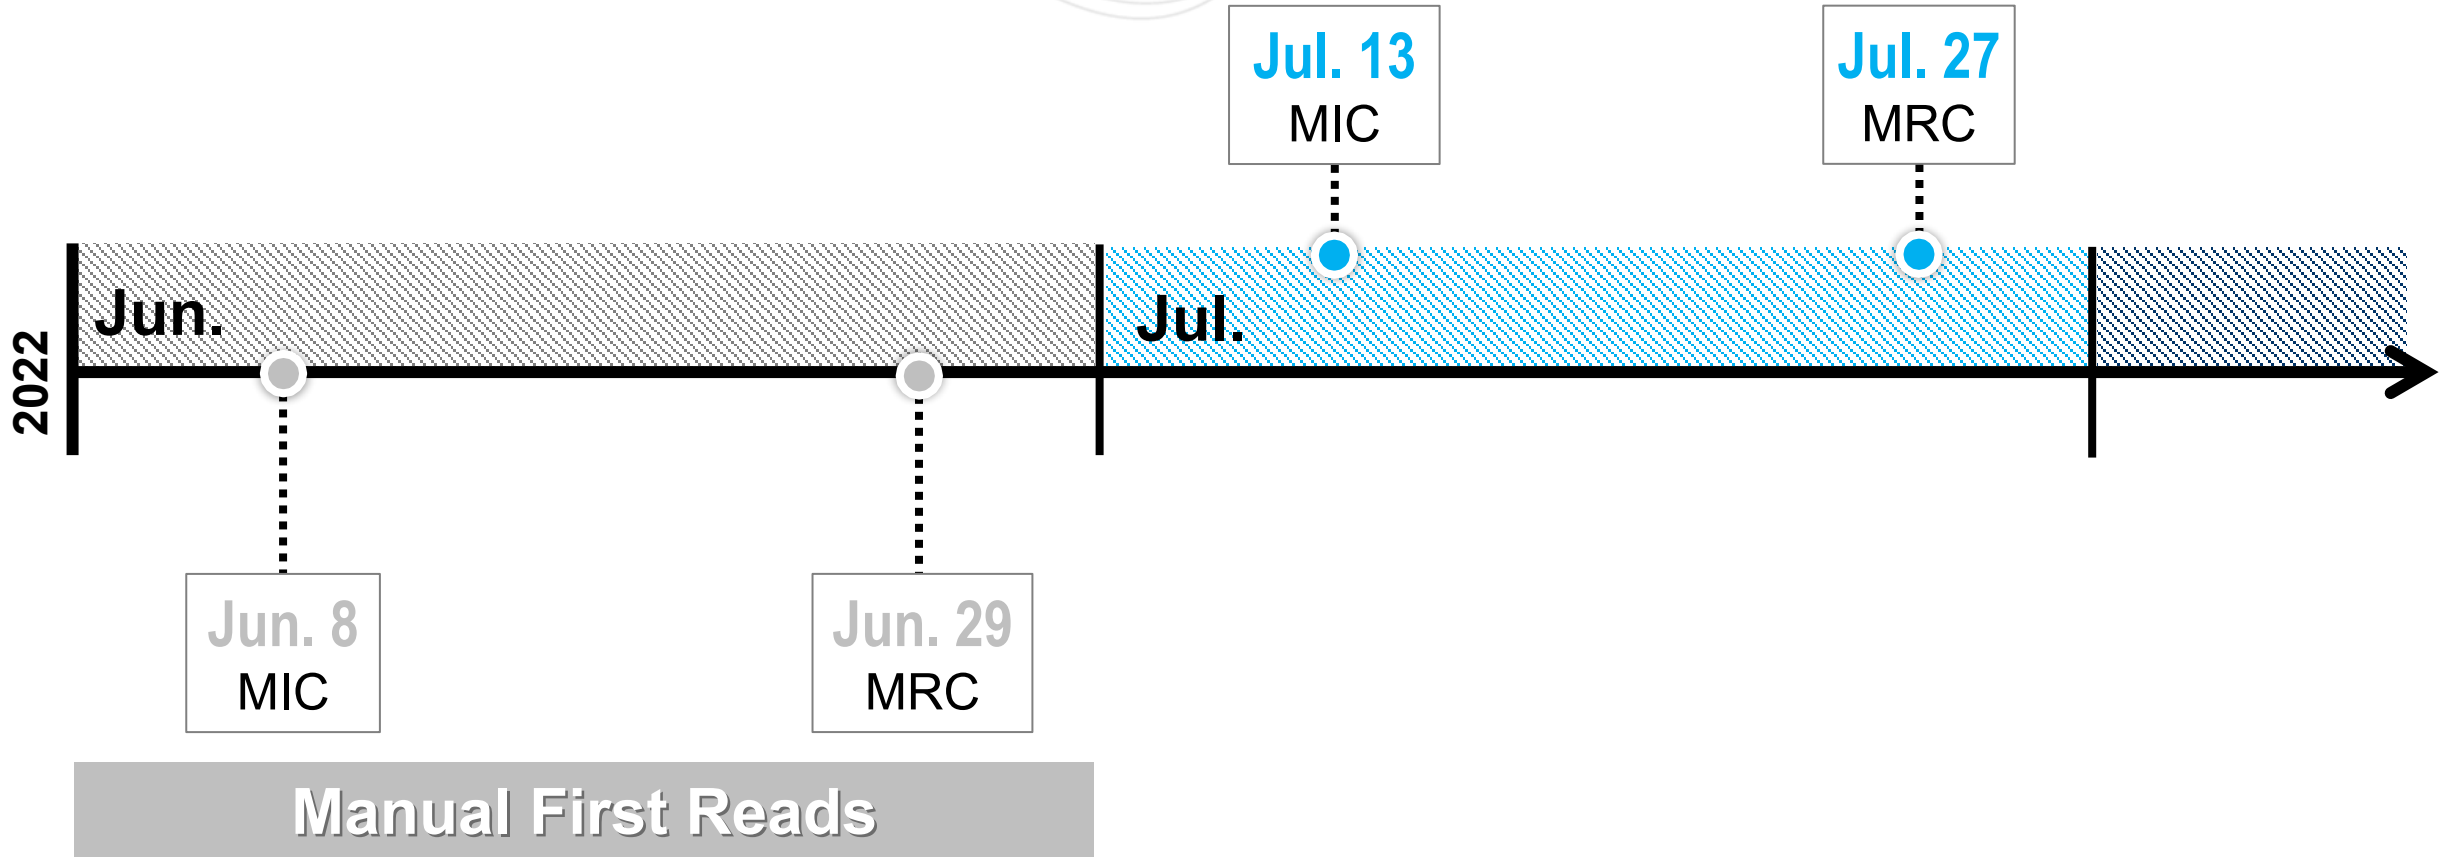 Jul. 13
MIC
Jul. 27
MRC
2022
Jun.
Jul.
Jun. 8
MIC
Jun. 29
MRC
Manual First Reads